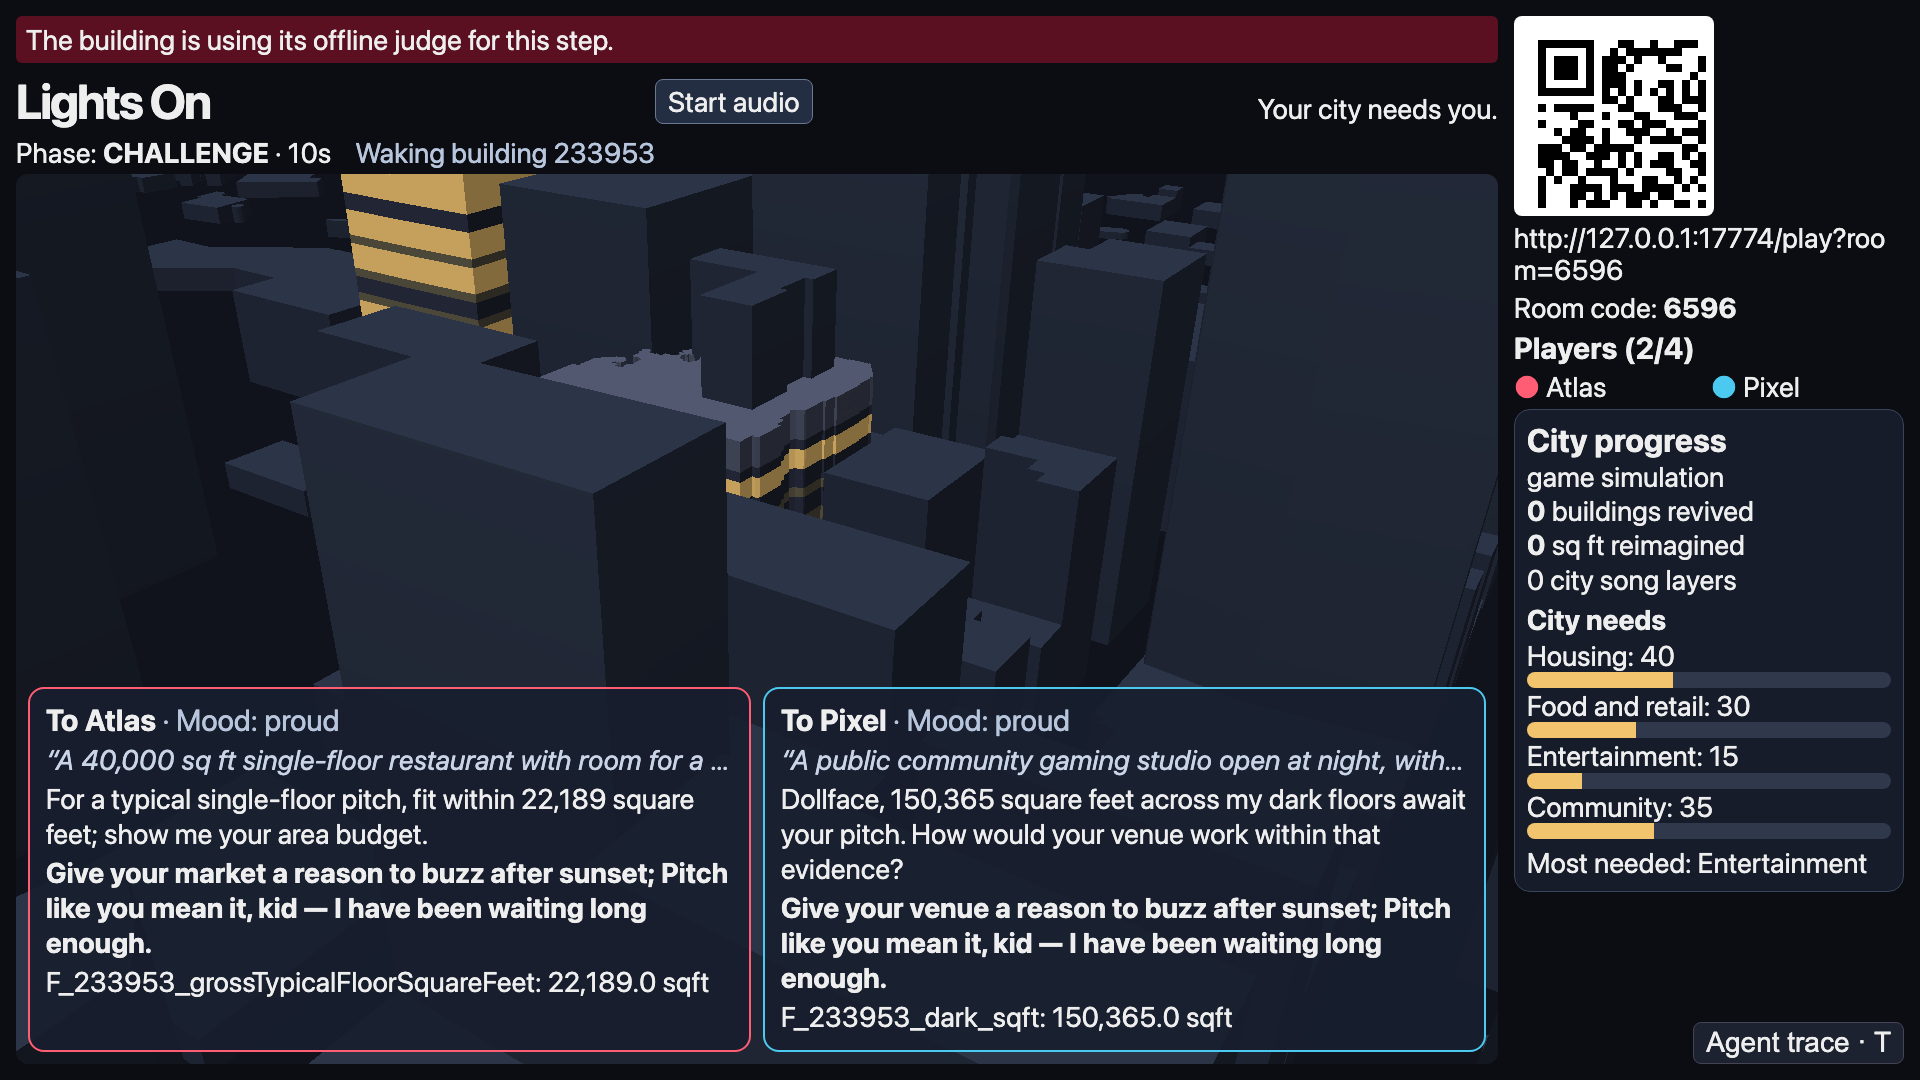 The building is using its offline judge for this step.
Lights On
Start audio
Your city needs you.
Phase: CHALLENGE · 10s Waking building 233953
To Atlas · Mood: proud
“A 40,000 sq ft single-floor restaurant with room for a ...
For a typical single-floor pitch, fit within 22,189 square
feet; show me your area budget.
Give your market a reason to buzz after sunset; Pitch
like you mean it, kid — I have been waiting long
enough.
F_233953_grossTypicalFloorSquareFeet: 22,189.0 sqft
To Pixel · Mood: proud
“A public community gaming studio open at night, with...
Dollface, 150,365 square feet across my dark floors await
your pitch. How would your venue work within that
evidence?
Give your venue a reason to buzz after sunset; Pitch
like you mean it, kid — I have been waiting long
enough.
F_233953_dark_sqft: 150,365.0 sqft
http://127.0.0.1:17774/play?roo
m=6596
Room code: 6596
Players (2/4)
Atlas
Pixel
City progress
game simulation
0 buildings revived
0 sq ft reimagined
0 city song layers
City needs
Housing: 40
Food and retail: 30
Entertainment: 15
Community: 35
Most needed: Entertainment
Agent trace · T